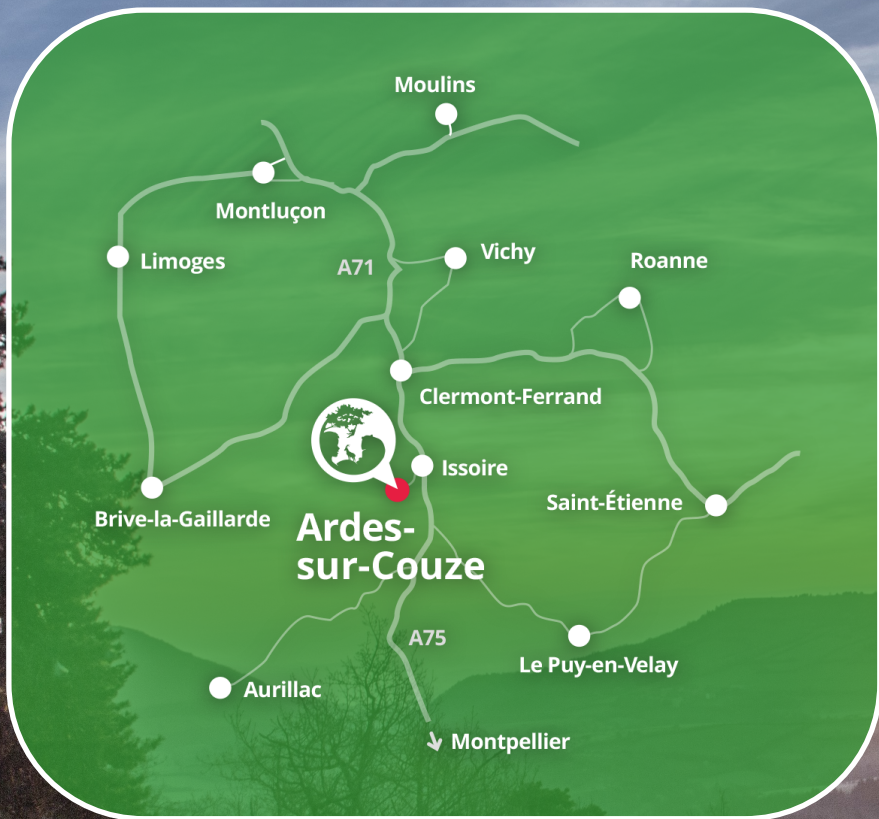 Moulins
Montluçon
Limoges
A71
Vichy
Roanne
Clermont-Ferrand
Issoire
Brive-la-Gaillarde
Saint-Étienne
Ardes-
sur-Couze
A75
Le Puy-en-Velay
Aurillac
Montpellier